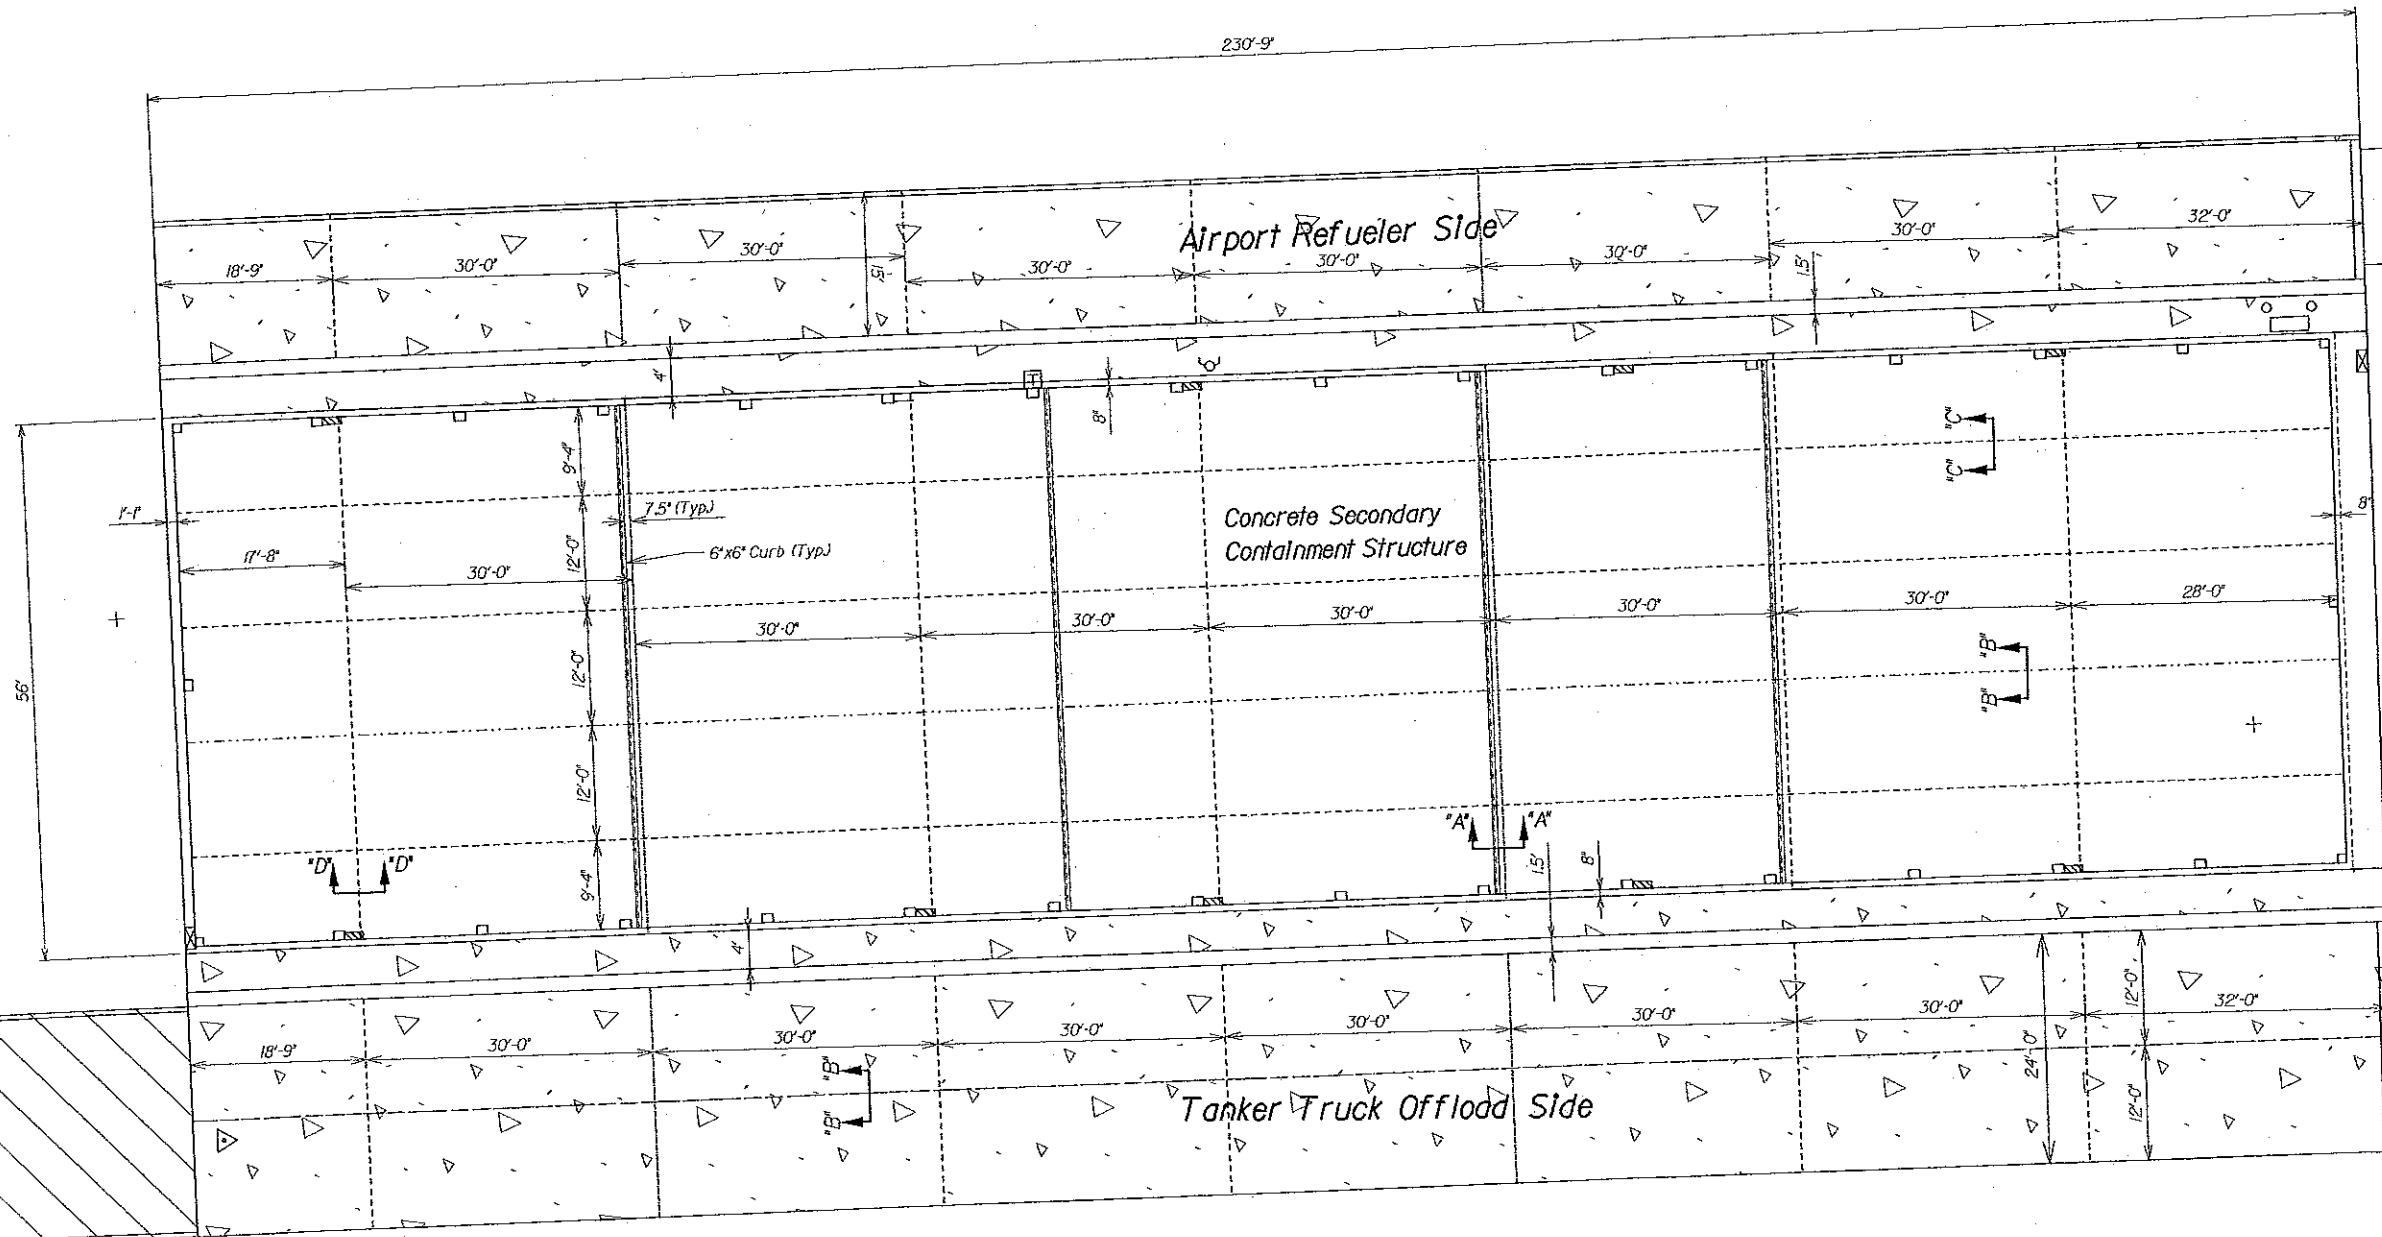 230'-9"
Airport Refueler Side
18'-9"
30'-0"
30'-0"
15'
30'-0"
30'-0"
30'-0"
1.5'
30'-0"
32'-0"
4'
8"
56'
1'-1"
17'-8"
30'-0"
9'-4"
12'-0"
12'-0"
12'-0"
9'-4"
7.5" (Typ.)
6"x6" Curb (Typ.)
Concrete Secondary
Containment Structure
30'-0"
30'-0"
30'-0"
30'-0"
30'-0"
28'-0"
8"
"C"
"C"
"B"
"B"
"D"
"D"
"A"
"A"
1.5'
8"
4'
18'-9"
30'-0"
30'-0"
30'-0"
30'-0"
30'-0"
30'-0"
32'-0"
24'-0"
12'-0"
12'-0"
"B"
"B"
Tanker Truck Offload Side